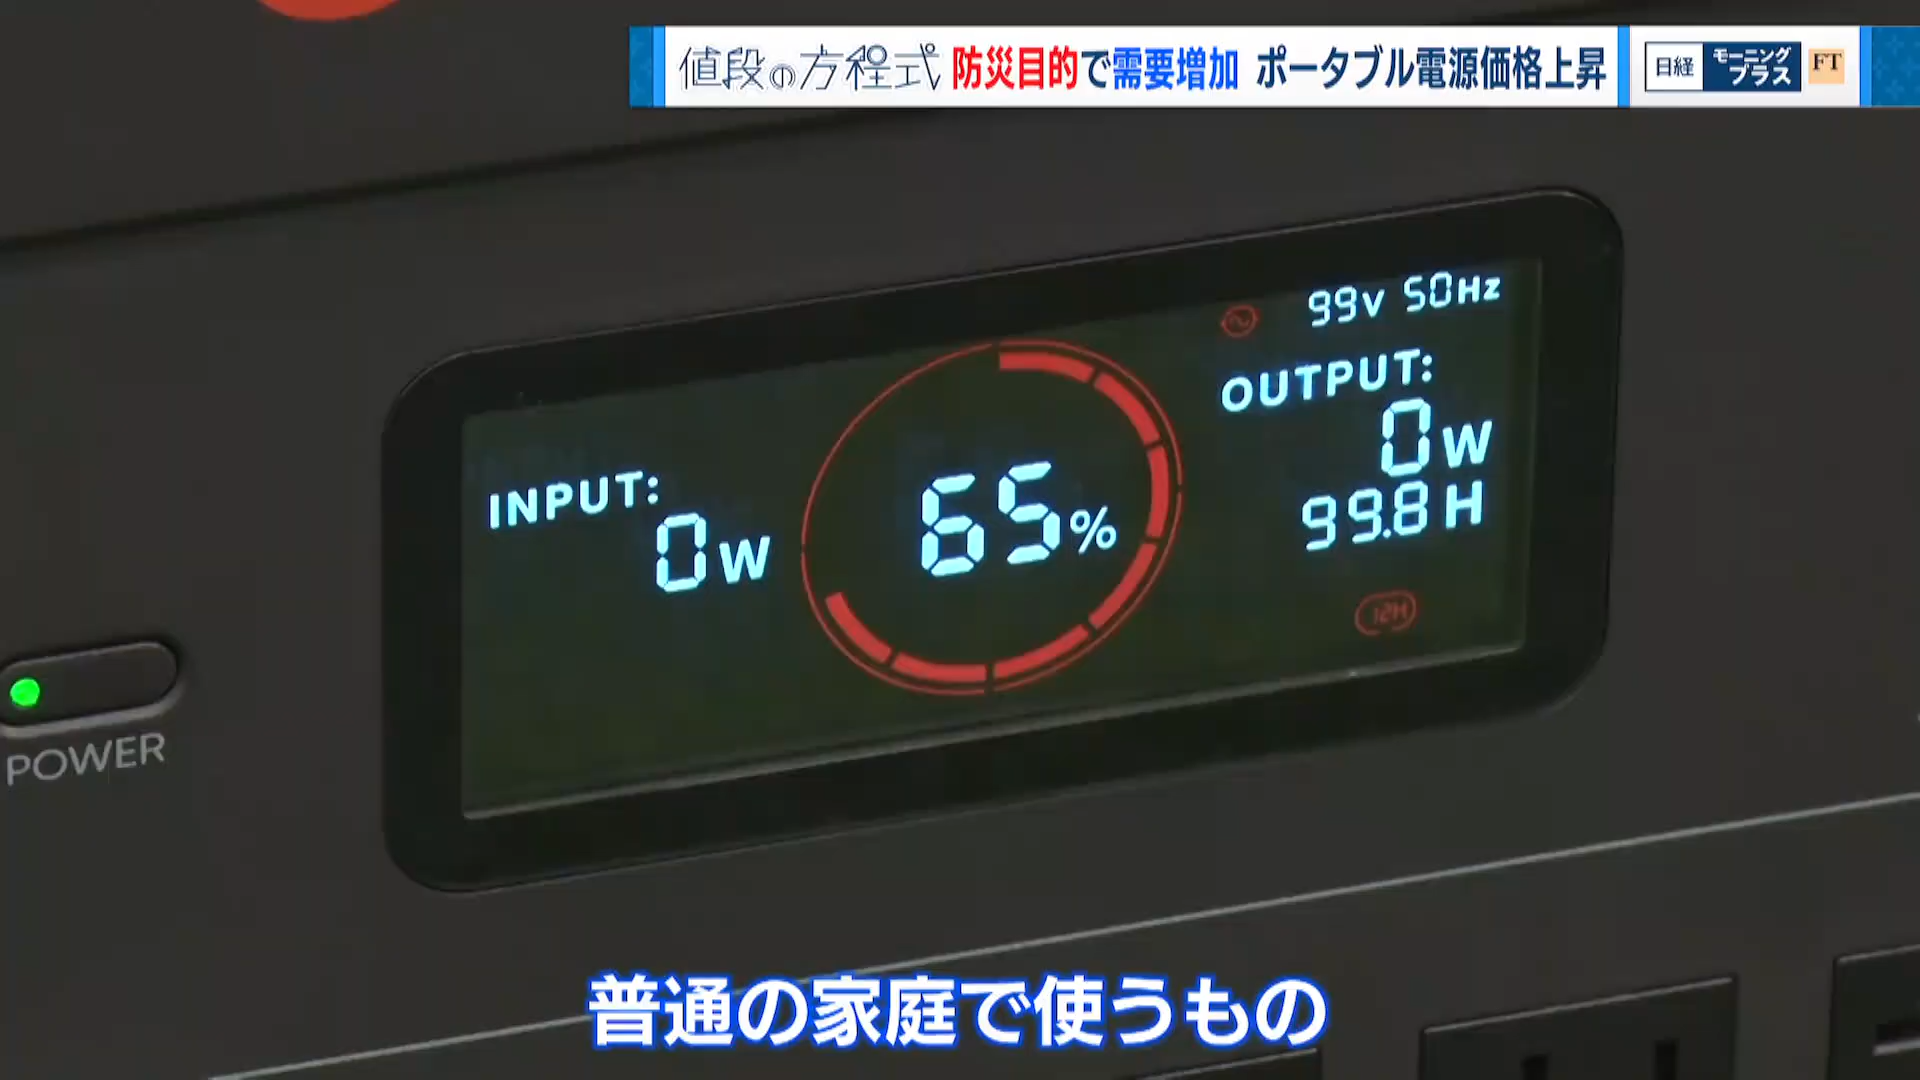 値段の方程式 防災目的で需要増加 ポータブル電源価格上昇
日経 モーニングプラス FT
99V 50Hz
OUTPUT:
0W
99.8H
INPUT:
0W
65%
12H
POWER
普通の家庭で使うもの